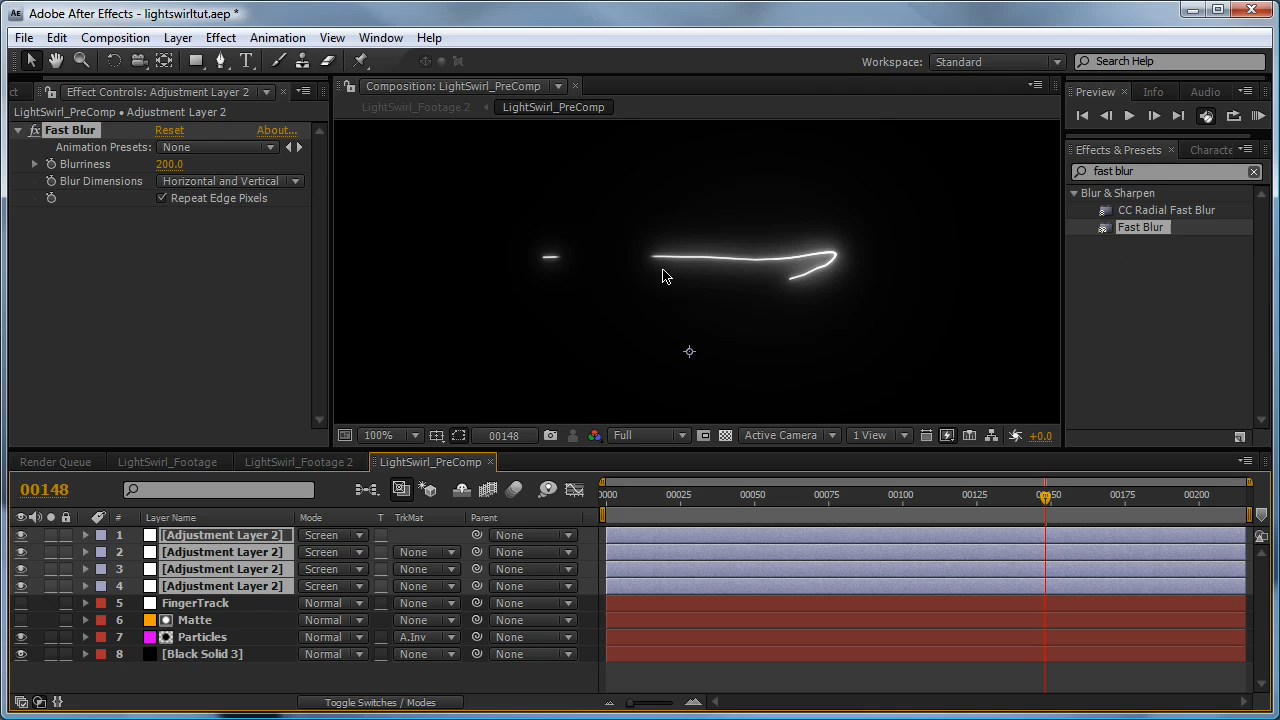 Adobe After Effects - lightswirltut.aep *
File Edit Composition Layer Effect Animation View Window Help
Workspace: Standard Search Help
ct Effect Controls: Adjustment Layer 2
LightSwirl_PreComp • Adjustment Layer 2
fx Fast Blur Reset About...
Animation Presets: None
Blurriness 200.0
Blur Dimensions Horizontal and Vertical
Repeat Edge Pixels
Composition: LightSwirl_PreComp
LightSwirl_Footage 2 LightSwirl_PreComp
100% 00148 Full Active Camera 1 View +0.0
Preview Info Audio
Effects & Presets Characte
fast blur
Blur & Sharpen
CC Radial Fast Blur
Fast Blur
Render Queue LightSwirl_Footage LightSwirl_Footage 2 LightSwirl_PreComp
00148
0000 00025 00050 00075 00100 00125 00150 00175 00200
# Layer Name Mode T TrkMat Parent
1 [Adjustment Layer 2] Screen None
2 [Adjustment Layer 2] Screen None None
3 [Adjustment Layer 2] Screen None None
4 [Adjustment Layer 2] Screen None None
5 FingerTrack Normal None None
6 Matte Normal None None
7 Particles Normal A.Inv None
8 [Black Solid 3] Normal None None
Toggle Switches / Modes